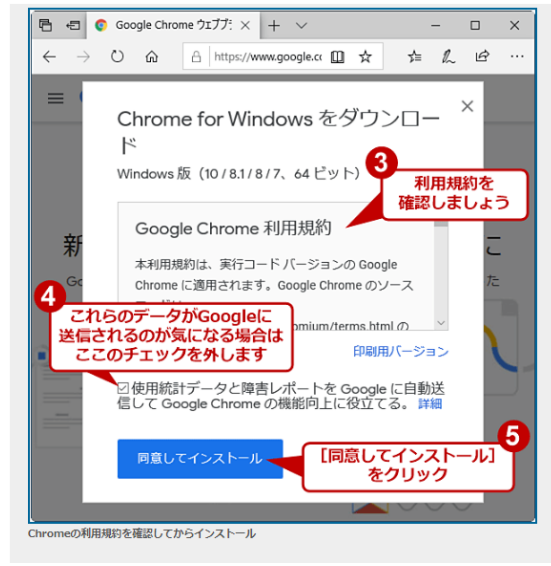 Google Chrome ウェブブ
https://www.google.co
Chrome for Windows をダウンロー
ド
Windows 版（10 / 8.1 / 8 / 7、64 ビット）
3
利用規約を
確認しましょう
Google Chrome 利用規約
本利用規約は、実行コード バージョンの Google
Chrome に適用されます。Google Chrome のソース
omium/terms.html の
新
こ
Go
た
4
これらのデータがGoogleに
送信されるのが気になる場合は
ここのチェックを外します
印刷用バージョン
使用統計データと障害レポートを Google に自動送
信して Google Chrome の機能向上に役立てる。 詳細
同意してインストール
5
[同意してインストール]
をクリック
Chromeの利用規約を確認してからインストール